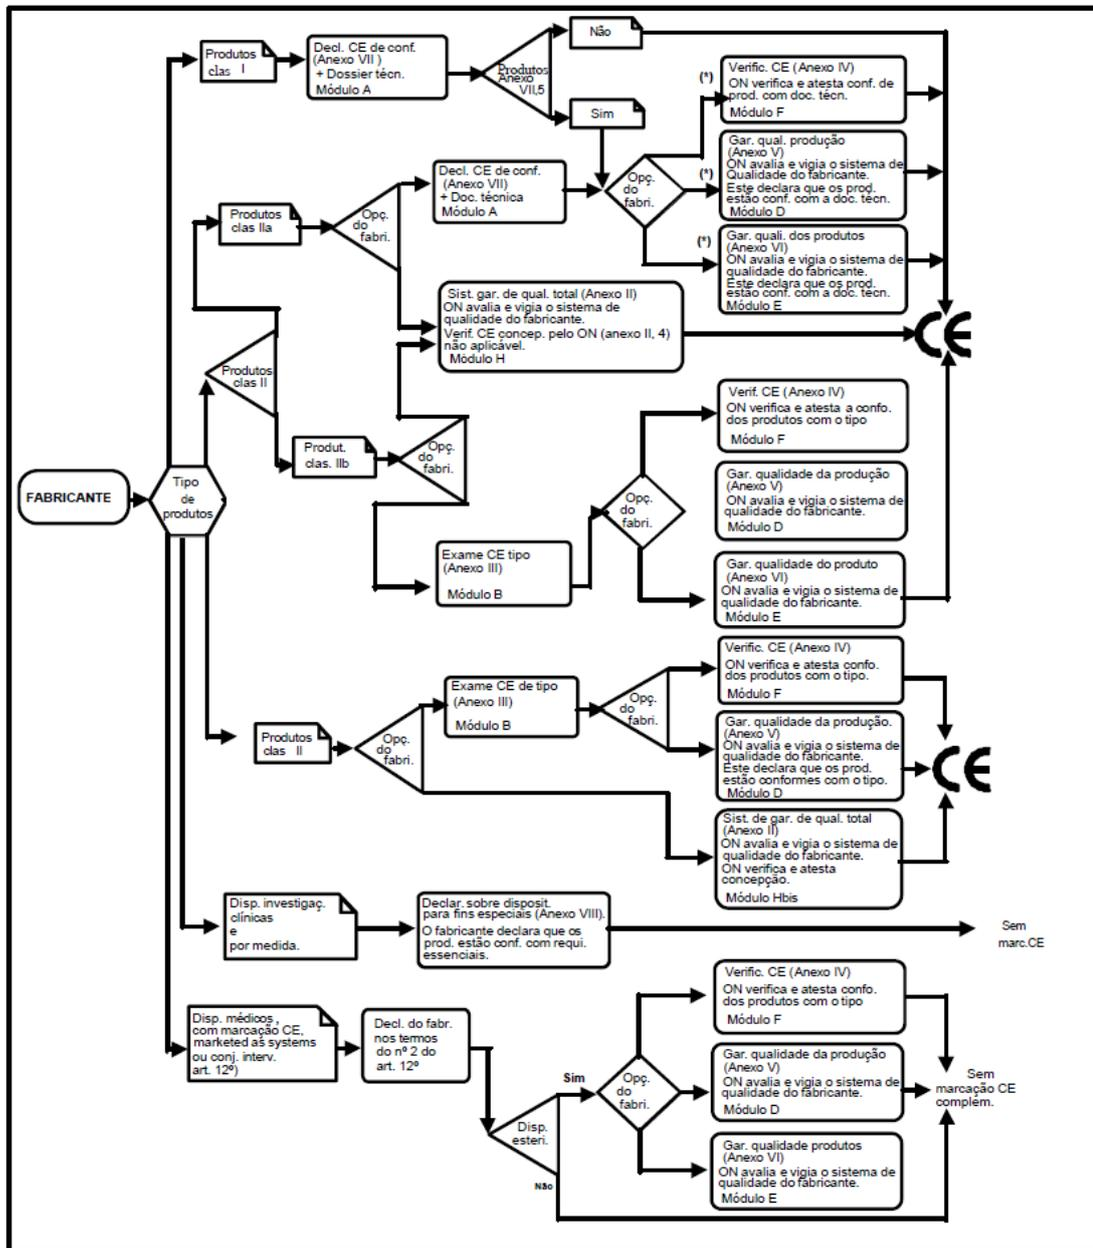 Produtos
clas I
Decl. CE de conf.
(Anexo VII )
+ Dossier técn.
Módulo A
Produtos
Anexo
VII,5
Não
Sim
(*)
Verific. CE (Anexo IV)
ON verifica e atesta conf. de
prod. com doc. técn.
Módulo F
Gar. qual. produção
(Anexo V)
ON avalia e vigia o sistema de
Qualidade do fabricante.
Este declara que os prod.
estão conf. com a doc. técn.
Módulo D
(*)
Decl. CE de conf.
(Anexo VII)
+ Doc. técnica
Módulo A
Opç.
do
fabri.
Produtos
clas IIa
Opç.
do
fabri.
(*)
Gar. quali. dos produtos
(Anexo VI)
ON avalia e vigia o sistema de
qualidade do fabricante.
Este declara que os prod.
estão conf. com a doc. técn.
Módulo E
Sist. gar. de qual. total (Anexo II)
ON avalia e vigia o sistema de
qualidade do fabricante.
Verif. CE concep. pelo ON (anexo II, 4)
não aplicável.
Módulo H
CE
Produtos
clas II
Verif. CE (Anexo IV)
ON verifica e atesta a confo.
dos produtos com o tipo
Módulo F
Produt.
clas. IIb
Opç.
do
fabri.
FABRICANTE
Tipo
de
produtos
Opç.
do
fabri.
Gar. qualidade da produção
(Anexo V)
ON avalia e vigia o sistema de
qualidade do fabricante.
Módulo D
Exame CE tipo
(Anexo III)
Módulo B
Gar. qualidade do produto
(Anexo VI)
ON avalia e vigia o sistema de
qualidade do fabricante.
Módulo E
Verific. CE (Anexo IV)
ON verifica e atesta confo.
dos produtos com o tipo.
Módulo F
Exame CE de tipo
(Anexo III)
Módulo B
Opç.
do
fabri.
Produtos
clas II
Opç.
do
fabri.
Gar. qualidade da produção.
(Anexo V)
ON avalia e vigia o sistema de
qualidade do fabricante.
Este declara que os prod.
estão conformes com o tipo.
Módulo D
CE
Sist. de gar. de qual. total
(Anexo II)
ON avalia e vigia o sistema de
qualidade do fabricante.
ON verifica e atesta
concepção.
Módulo Hbis
Disp. investigaç.
clínicas
e
por medida.
Declar. sobre disposit.
para fins especiais (Anexo VIII).
O fabricante declara que os
prod. estão conf. com requi.
essenciais.
Sem
marc.CE
Verific. CE (Anexo IV)
ON verifica e atesta confo.
dos produtos com o tipo
Módulo F
Disp. médicos ,
com marcação CE,
marketed as systems
ou conj. interv.
art. 12º)
Decl. do fabr.
nos termos
do nº 2 do
art. 12º
Sim
Opç.
do
fabri.
Gar. qualidade da produção
(Anexo V)
ON avalia e vigia o sistema de
qualidade do fabricante.
Módulo D
Sem
marcação CE
complem.
Disp.
esteri.
Não
Gar. qualidade produtos
(Anexo VI)
ON avalia e vigia o sistema de
qualidade do fabricante.
Módulo E